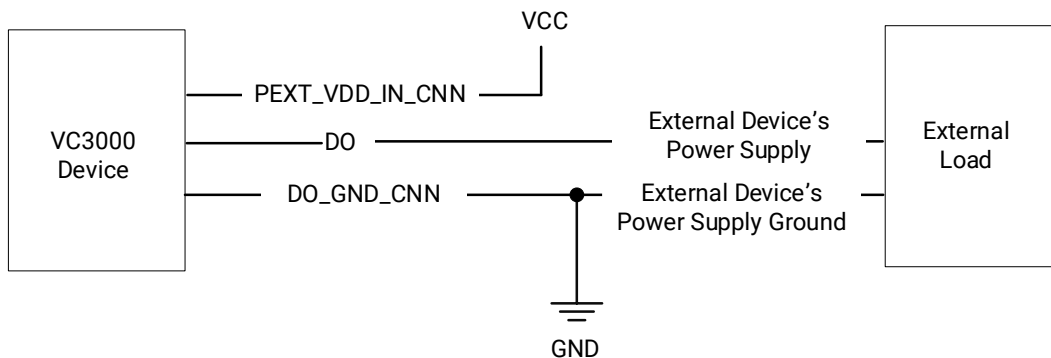 VCC
PEXT_VDD_IN_CNN
VC3000
Device
DO
External Device's
Power Supply
External
Load
DO_GND_CNN
External Device's
Power Supply Ground
GND